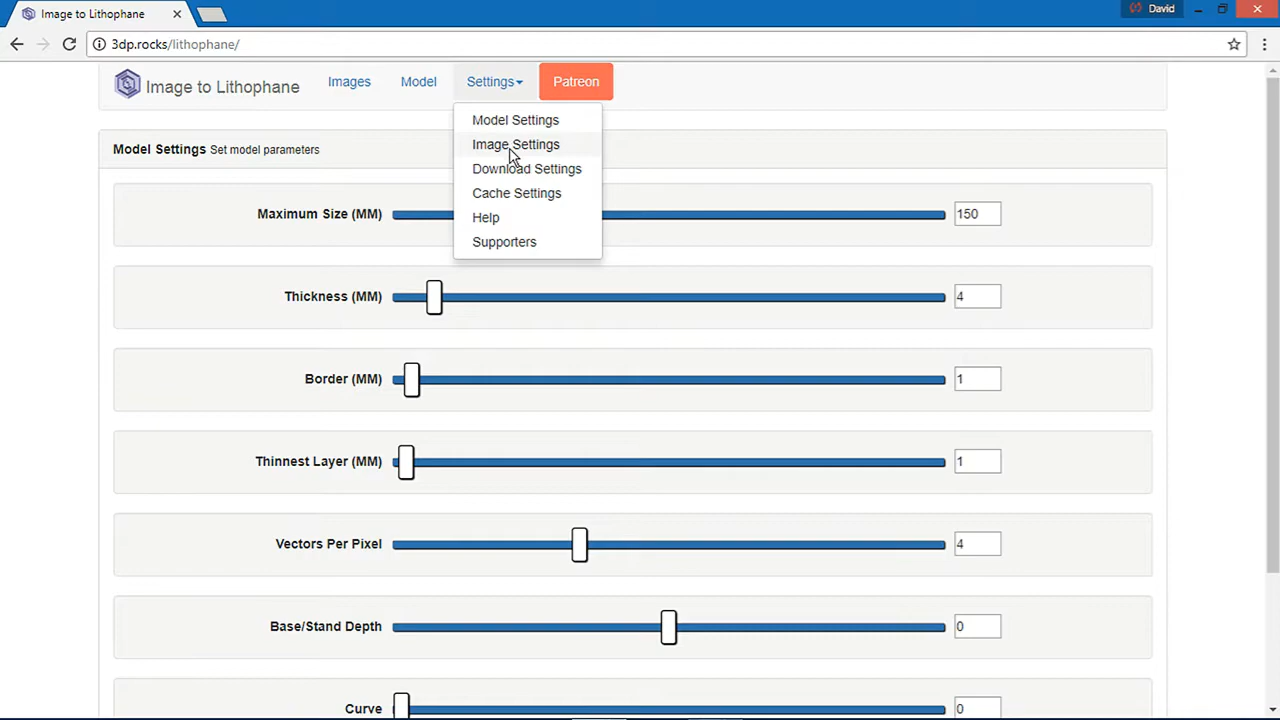 Image to Lithophane
David
3dp.rocks/lithophane/
Image to Lithophane
Images
Model
Settings
Patreon
Model Settings
Image Settings
Download Settings
Cache Settings
Help
Supporters
Model Settings Set model parameters
Maximum Size (MM) 150
Thickness (MM) 4
Border (MM) 1
Thinnest Layer (MM) 1
Vectors Per Pixel 4
Base/Stand Depth 0
Curve 0